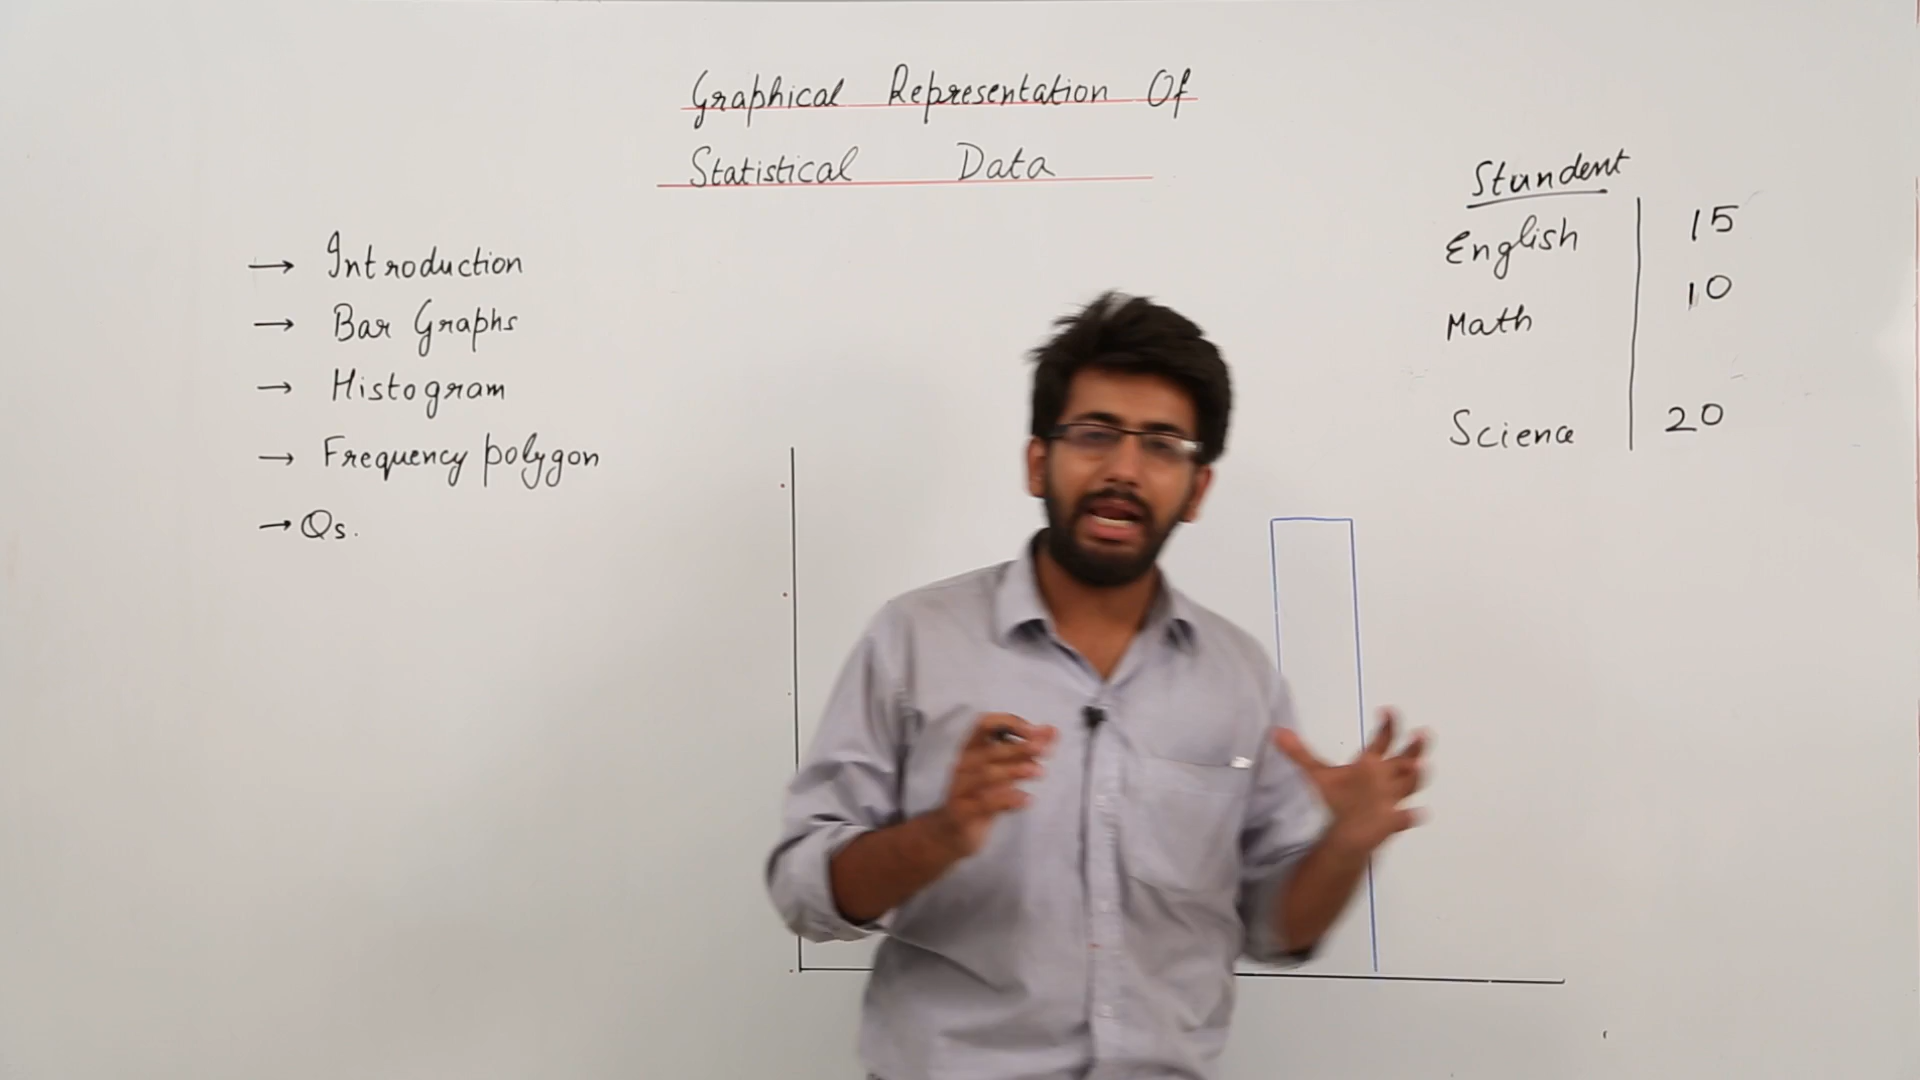 Graphical Representation Of
Statistical Data
→ Introduction
→ Bar Graphs
→ Histogram
→ Frequency polygon
→ Qs.
Stundent
English 15
Math 10
Science 20